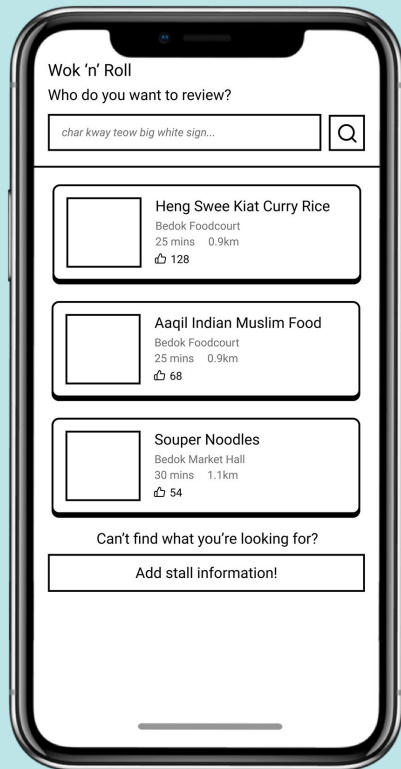 Wok ‘n’ Roll
Who do you want to review?
char kway teow big white sign...
Heng Swee Kiat Curry Rice
Bedok Foodcourt
25 mins 0.9km
128
Aaqil Indian Muslim Food
Bedok Foodcourt
25 mins 0.9km
68
Souper Noodles
Bedok Market Hall
30 mins 1.1km
54
Can’t find what you’re looking for?
Add stall information!